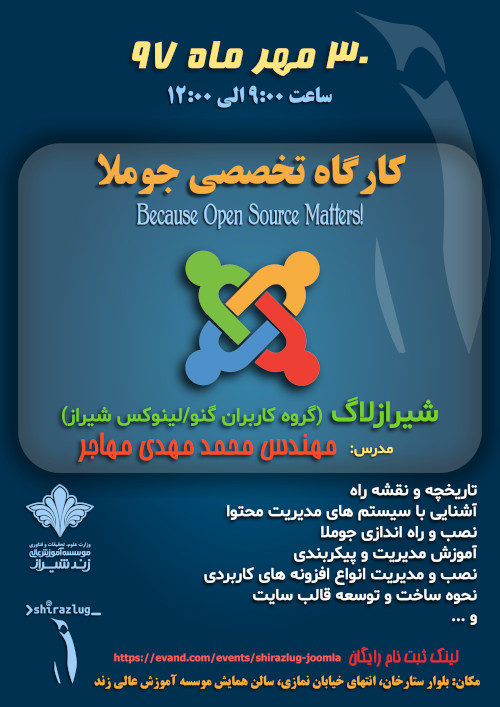 ۳۰ مهر ماه ۹۷
ساعت ۹:۰۰ الی ۱۲:۰۰
کارگاه تخصصی جوملا
Because Open Source Matters!
شیرازلاگ (گروه کاربران گنو/لینوکس شیراز)
مدرس: مهندس محمد مهدی مهاجر
تاریخچه و نقشه راه
آشنایی با سیستم های مدیریت محتوا
نصب و راه اندازی جوملا
آموزش مدیریت و پیکربندی
نصب و مدیریت انواع افزونه های کاربردی
نحوه ساخت و توسعه قالب سایت
و ...
وزارت علوم، تحقیقات و فناوری
موسسه آموزش عالی
زند شیراز
>shirazlug_
لینک ثبت نام رایگان https://evand.com/events/shirazlug-joomla
مکان: بلوار ستارخان، انتهای خیابان نمازی، سالن همایش موسسه آموزش عالی زند